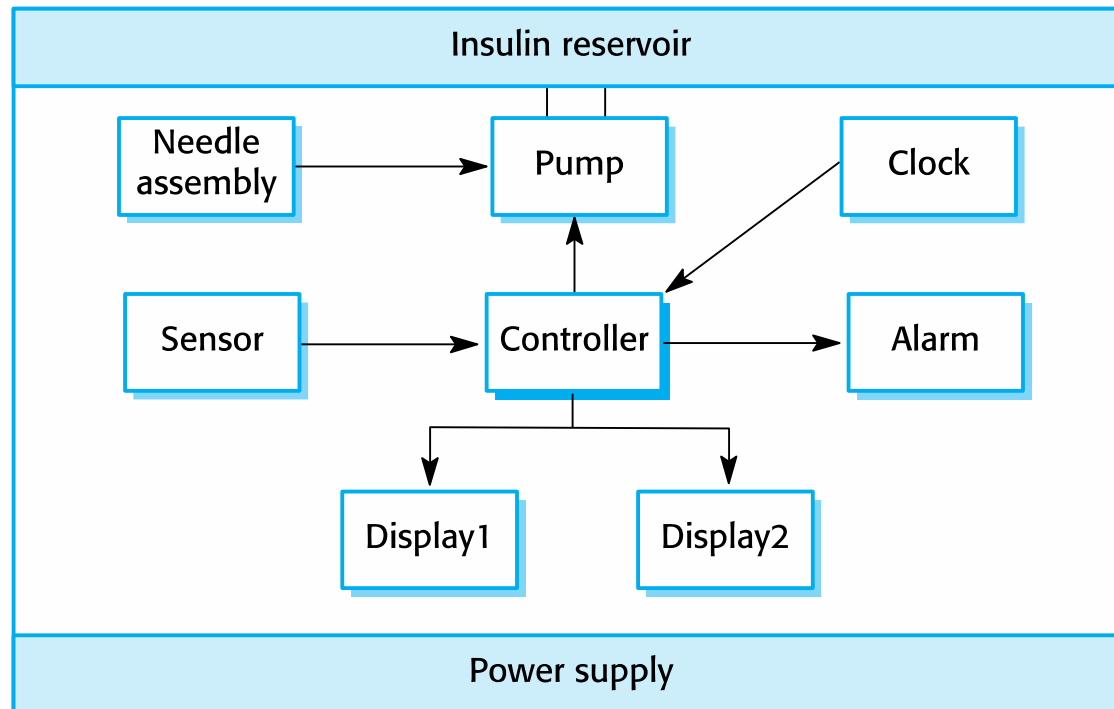 Insulin reservoir
Needle
assembly
Pump
Clock
Sensor
Controller
Alarm
Display1
Display2
Power supply